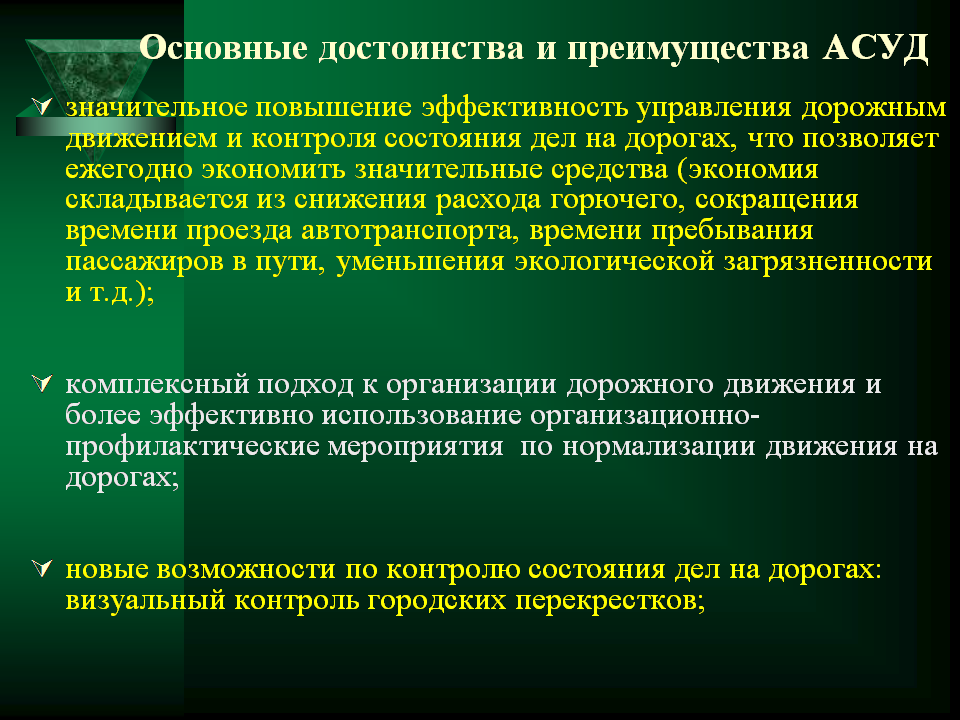 Основные достоинства и преимущества АСУД
значительное повышение эффективность управления дорожным
движением и контроля состояния дел на дорогах, что позволяет
ежегодно экономить значительные средства (экономия
складывается из снижения расхода горючего, сокращения
времени проезда автотранспорта, времени пребывания
пассажиров в пути, уменьшения экологической загрязненности
и т.д.);
комплексный подход к организации дорожного движения и
более эффективно использование организационно-
профилактические мероприятия по нормализации движения на
дорогах;
новые возможности по контролю состояния дел на дорогах:
визуальный контроль городских перекрестков;